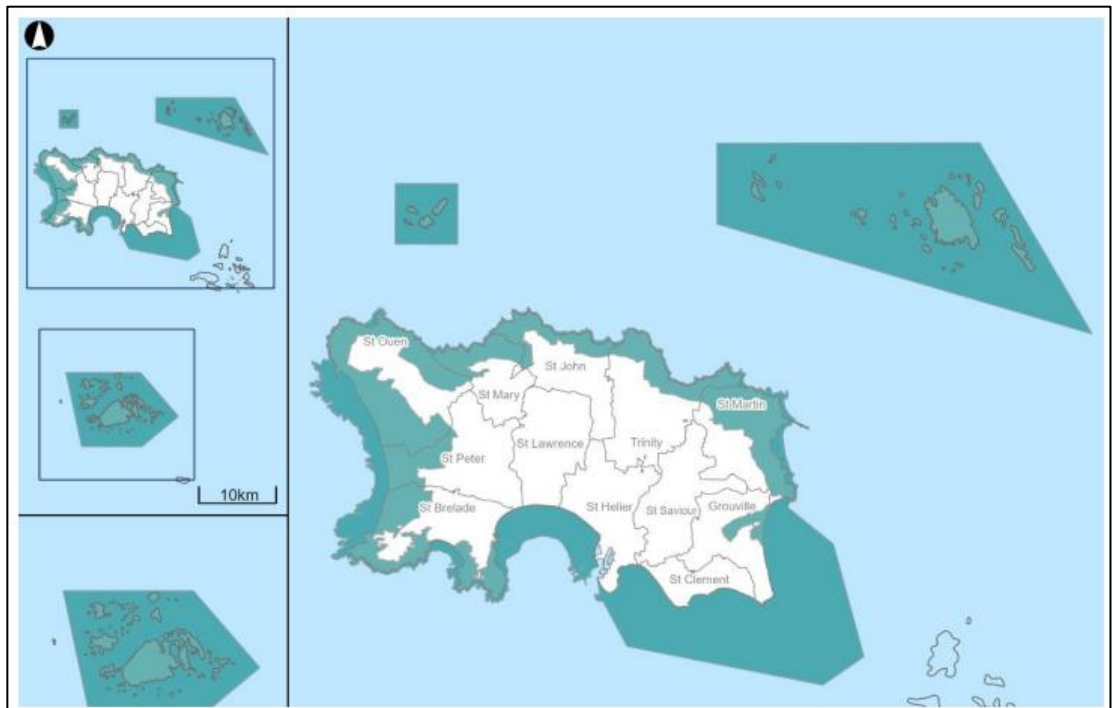 10km
St Ouen
St John
St Mary
St Martin
St Lawrence
Trinity
St Peter
St Brelade
St Helier
St Saviour
Grouville
St Clement